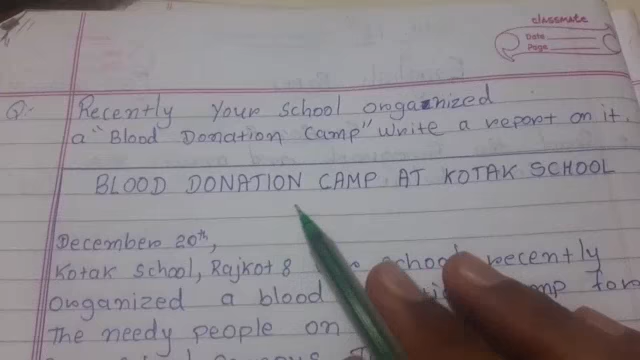 classmate
Date
Page
Q- Recently Your School organized
a "Blood Donation Camp" Write a report on it.
BLOOD DONATION CAMP AT KOTAK SCHOOL
December 20th,
Kotak School, Rajkot 8 school recently
organized a blood for
The needy people on